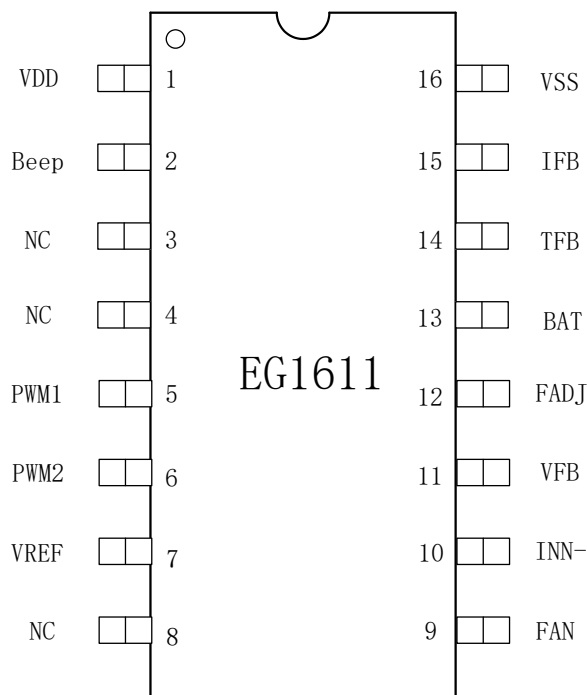 VDD 1 16 VSS
Beep 2 15 IFB
NC 3 14 TFB
NC 4 13 BAT
EG1611
PWM1 5 12 FADJ
PWM2 6 11 VFB
VREF 7 10 INN-
NC 8 9 FAN